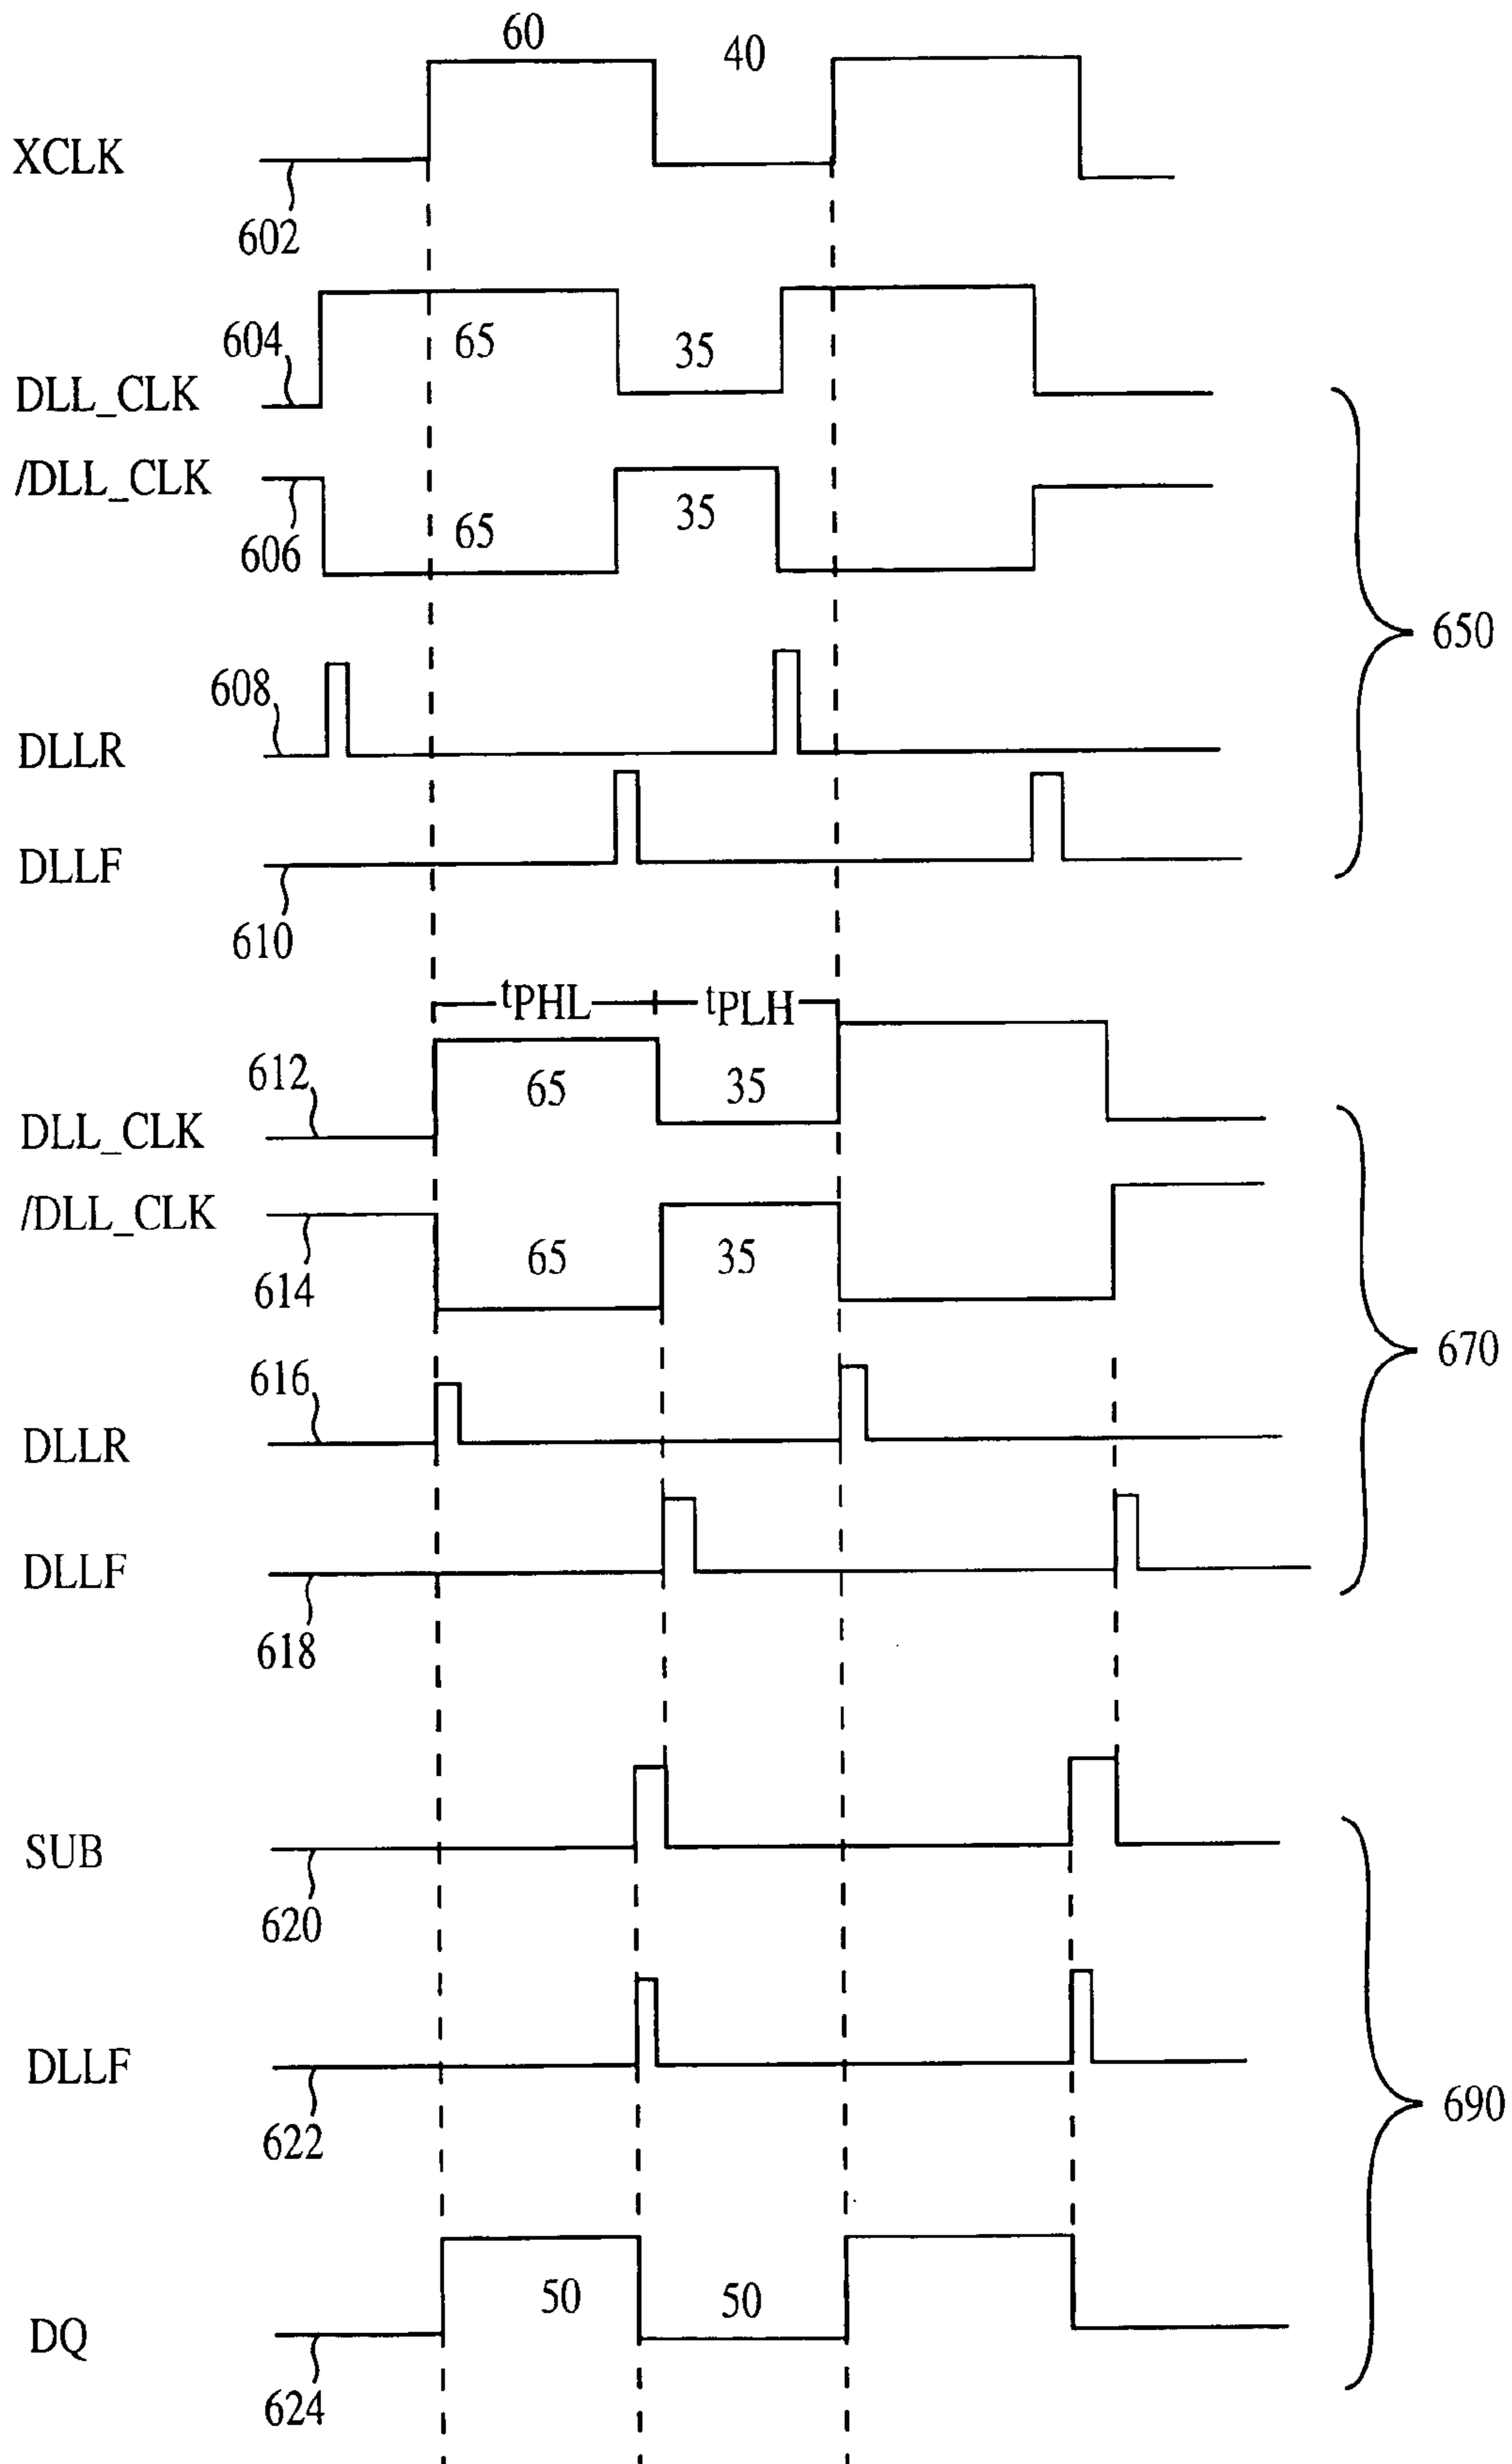 60 40
XCLK
602
604 65 35
DLL_CLK
/DLL_CLK
606 65 35
650
608
DLLR
DLLF
610
tPHL tPLH
612 65 35
DLL_CLK
/DLL_CLK
614 65 35
670
616
DLLR
DLLF
618
SUB
620
DLLF
622
690
50 50
DQ
624